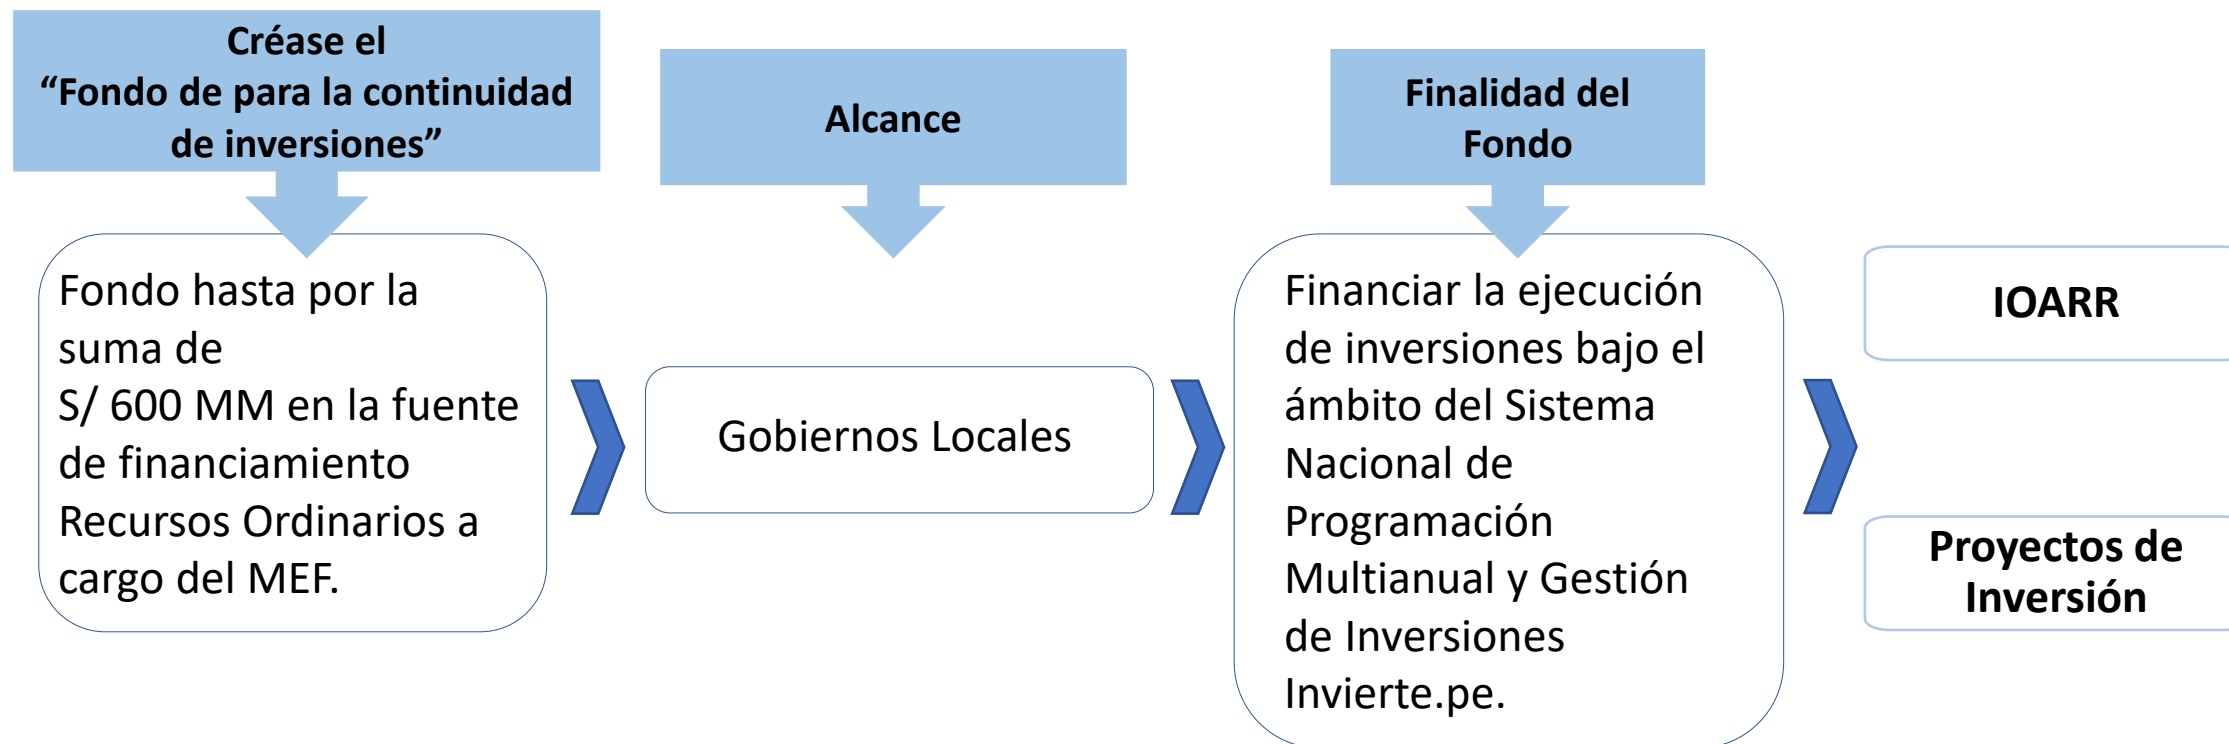 Créase el
“Fondo de para la continuidad
de inversiones”
Fondo hasta por la
suma de
S/ 600 MM en la fuente
de financiamiento
Recursos Ordinarios a
cargo del MEF.
Alcance
Gobiernos Locales
Finalidad del
Fondo
Financiar la ejecución
de inversiones bajo el
ámbito del Sistema
Nacional de
Programación
Multianual y Gestión
de Inversiones
Invierte.pe.
IOARR
Proyectos de
Inversión